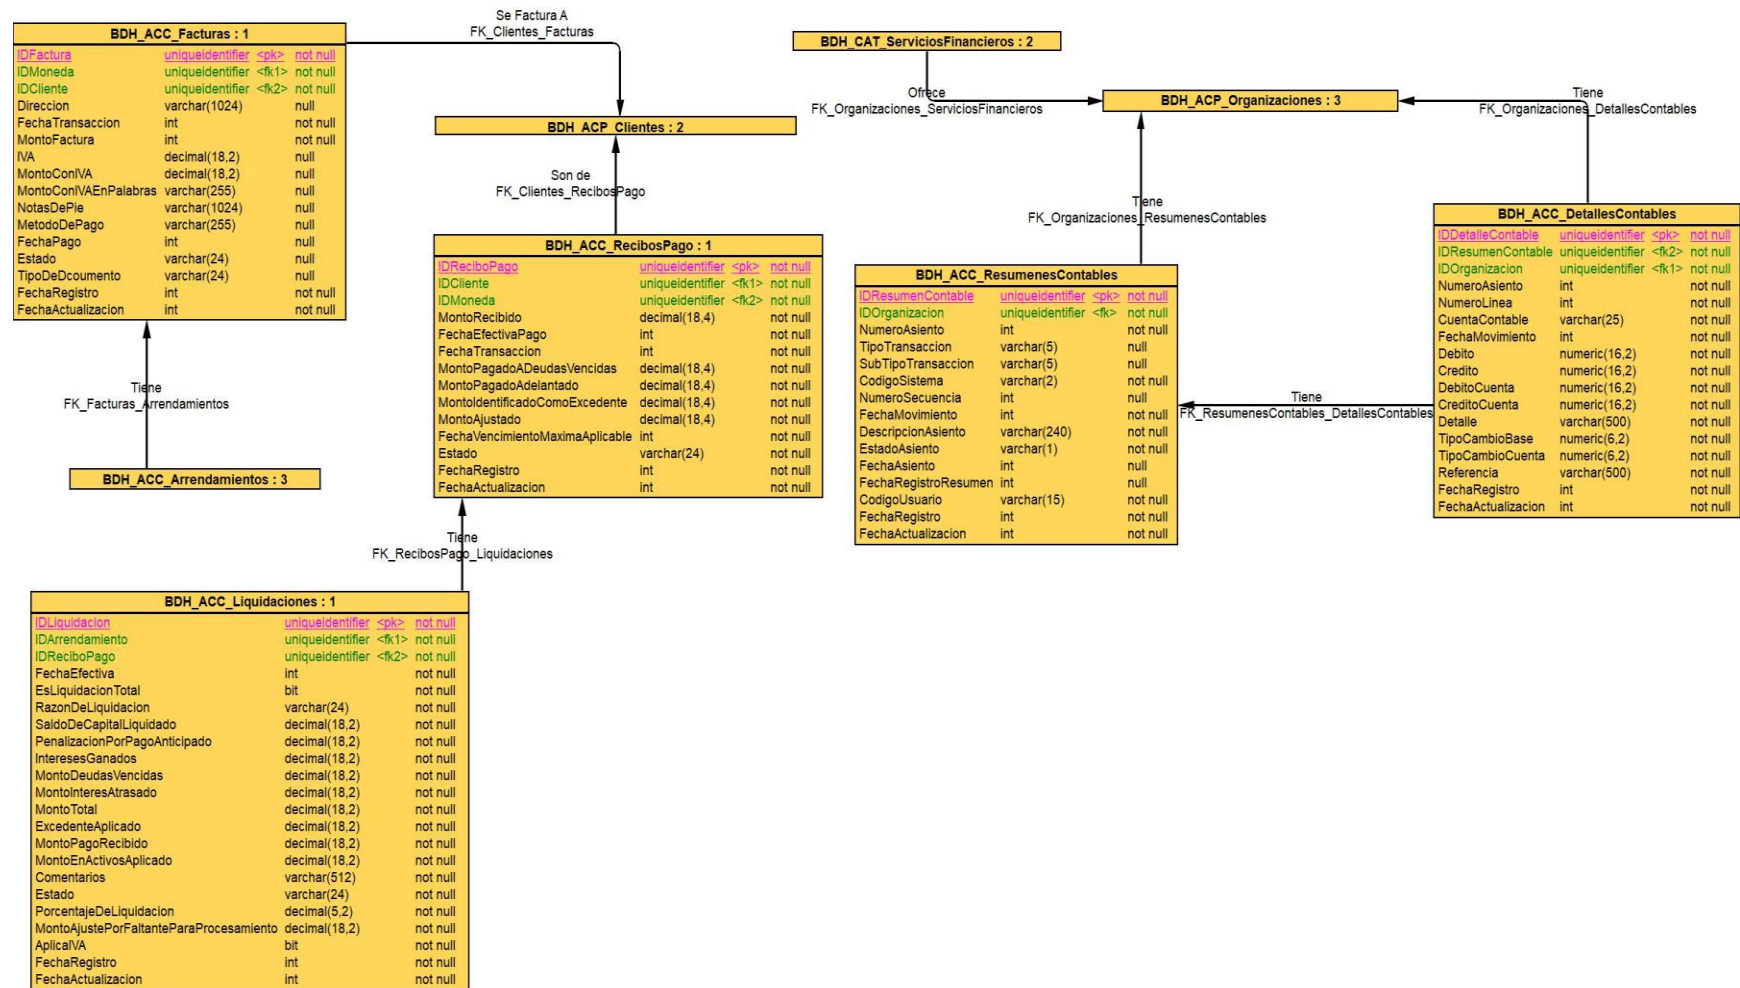 Se Factura A
FK_Clientes_Facturas
BDH_ACC_Facturas : 1
IDFactura uniqueidentifier <pk> not null
IDMoneda uniqueidentifier <fk1> not null
IDCliente uniqueidentifier <fk2> not null
Direccion varchar(1024) null
FechaTransaccion int not null
MontoFactura int not null
IVA decimal(18,2) null
MontoConIVA decimal(18,2) null
MontoConIVAEnPalabras varchar(255) null
NotasDePie varchar(1024) null
MetodoDePago varchar(255) null
FechaPago int null
Estado varchar(24) null
TipoDeDcoumento varchar(24) null
FechaRegistro int not null
FechaActualizacion int not null
Tiene
FK_Facturas_Arrendamientos
BDH_ACC_Arrendamientos : 3
BDH_ACP_Clientes : 2
Son de
FK_Clientes_RecibosPago
BDH_ACC_RecibosPago : 1
IDReciboPago uniqueidentifier <pk> not null
IDCliente uniqueidentifier <fk1> not null
IDMoneda uniqueidentifier <fk2> not null
MontoRecibido decimal(18,4) not null
FechaEfectivaPago int not null
FechaTransaccion int not null
MontoPagadoADeudasVencidas decimal(18,4) not null
MontoPagadoAdelantado decimal(18,4) not null
MontoIdentificadoComoExcedente decimal(18,4) not null
MontoAjustado decimal(18,4) not null
FechaVencimientoMaximaAplicable int not null
Estado varchar(24) not null
FechaRegistro int not null
FechaActualizacion int not null
Tiene
FK_RecibosPago_Liquidaciones
BDH_ACC_Liquidaciones : 1
IDLiquidacion uniqueidentifier <pk> not null
IDArrendamiento uniqueidentifier <fk1> not null
IDReciboPago uniqueidentifier <fk2> not null
FechaEfectiva int not null
EsLiquidacionTotal bit not null
RazonDeLiquidacion varchar(24) not null
SaldoDeCapitalLiquidado decimal(18,2) not null
PenalizacionPorPagoAnticipado decimal(18,2) not null
InteresesGanados decimal(18,2) not null
MontoDeudasVencidas decimal(18,2) not null
MontoInteresAtrasado decimal(18,2) not null
MontoTotal decimal(18,2) not null
ExcedenteAplicado decimal(18,2) not null
MontoPagoRecibido decimal(18,2) not null
MontoEnActivosAplicado decimal(18,2) not null
Comentarios varchar(512) not null
Estado varchar(24) not null
PorcentajeDeLiquidacion decimal(5,2) not null
MontoAjustePorFaltanteParaProcesamiento decimal(18,2) not null
AplicaIVA bit not null
FechaRegistro int not null
FechaActualizacion int not null
BDH_CAT_ServiciosFinancieros : 2
Ofrece
FK_Organizaciones_ServiciosFinancieros
BDH_ACP_Organizaciones : 3
Tiene
FK_Organizaciones_DetallesContables
Tiene
FK_Organizaciones_ResumenesContables
BDH_ACC_ResumenesContables
IDResumenContable uniqueidentifier <pk> not null
IDOrganizacion uniqueidentifier <fk> not null
NumeroAsiento int not null
TipoTransaccion varchar(5) null
SubTipoTransaccion varchar(5) null
CodigoSistema varchar(2) not null
NumeroSecuencia int null
FechaMovimiento int not null
DescripcionAsiento varchar(240) not null
EstadoAsiento varchar(1) not null
FechaAsiento int null
FechaRegistroResumen int null
CodigoUsuario varchar(15) not null
FechaRegistro int not null
FechaActualizacion int not null
Tiene
FK_ResumenesContables_DetallesContables
BDH_ACC_DetallesContables
IDDetalleContable uniqueidentifier <pk> not null
IDResumenContable uniqueidentifier <fk2> not null
IDOrganizacion uniqueidentifier <fk1> not null
NumeroAsiento int not null
NumeroLinea int not null
CuentaContable varchar(25) not null
FechaMovimiento int not null
Debito numeric(16,2) not null
Credito numeric(16,2) not null
DebitoCuenta numeric(16,2) not null
CreditoCuenta numeric(16,2) not null
Detalle varchar(500) not null
TipoCambioBase numeric(6,2) not null
TipoCambioCuenta numeric(6,2) not null
Referencia varchar(500) not null
FechaRegistro int not null
FechaActualizacion int not null